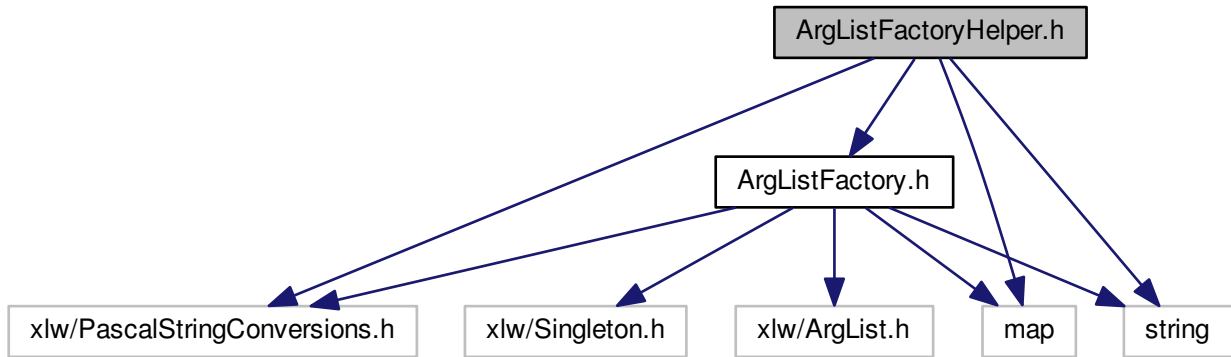 ArgListFactoryHelper.h
ArgListFactory.h
xlw/PascalStringConversions.h
xlw/Singleton.h
xlw/ArgList.h
map
string